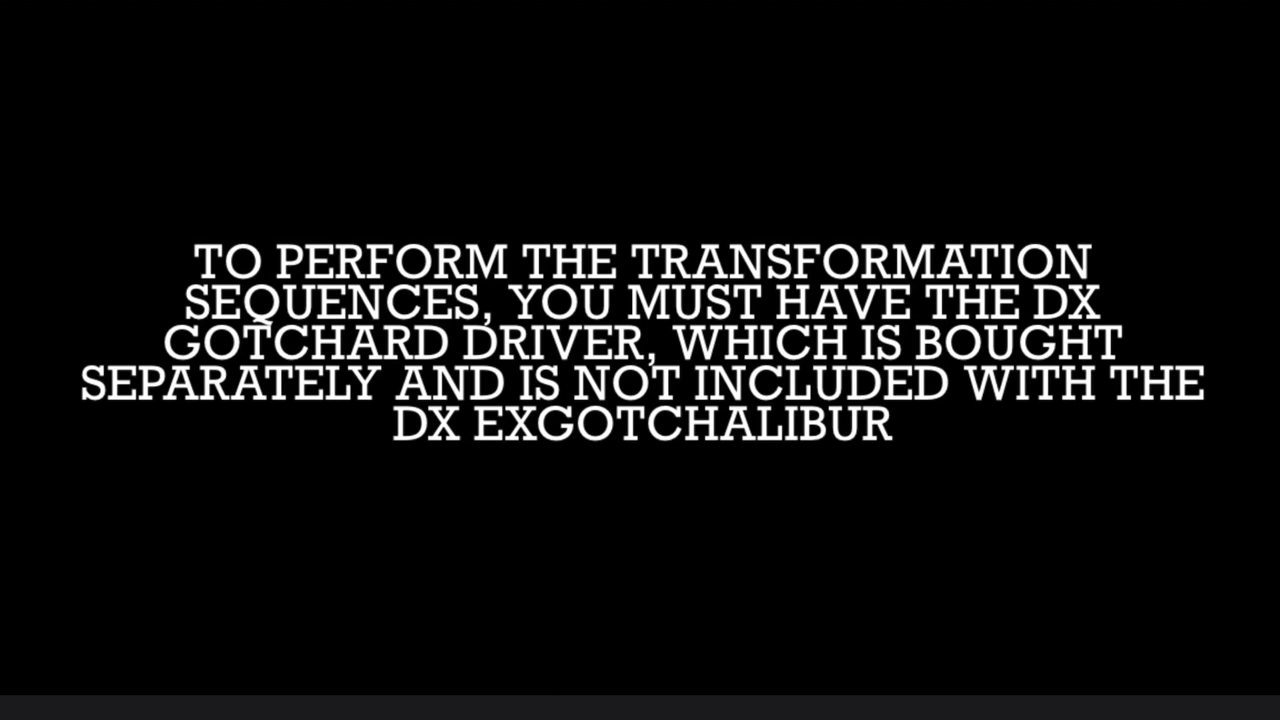 TO PERFORM THE TRANSFORMATION
SEQUENCES, YOU MUST HAVE THE DX
GOTCHARD DRIVER, WHICH IS BOUGHT
SEPARATELY AND IS NOT INCLUDED WITH THE
DX EXGOTCHALIBUR